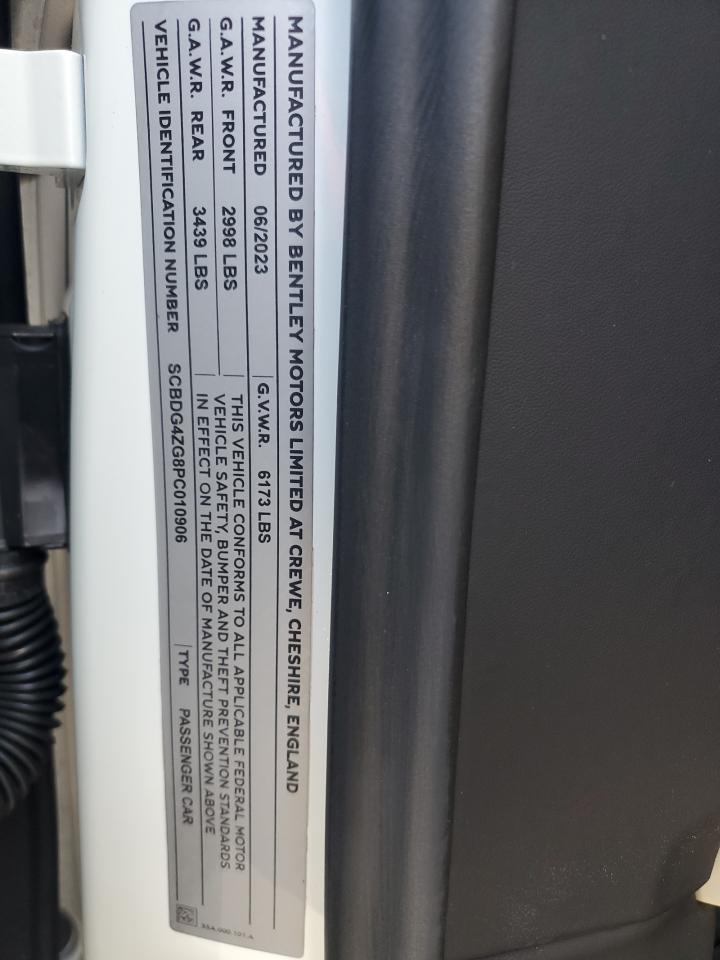 MANUFACTURED BY BENTLEY MOTORS LIMITED AT CREWE, CHESHIRE, ENGLAND
MANUFACTURED 06/2023 G.V.W.R. 6173 LBS
G.A.W.R. FRONT 2998 LBS
G.A.W.R. REAR 3439 LBS
THIS VEHICLE CONFORMS TO ALL APPLICABLE FEDERAL MOTOR
VEHICLE SAFETY, BUMPER AND THEFT PREVENTION STANDARDS
IN EFFECT ON THE DATE OF MANUFACTURE SHOWN ABOVE
VEHICLE IDENTIFICATION NUMBER SCBDG4ZG8PC010906 TYPE PASSENGER CAR